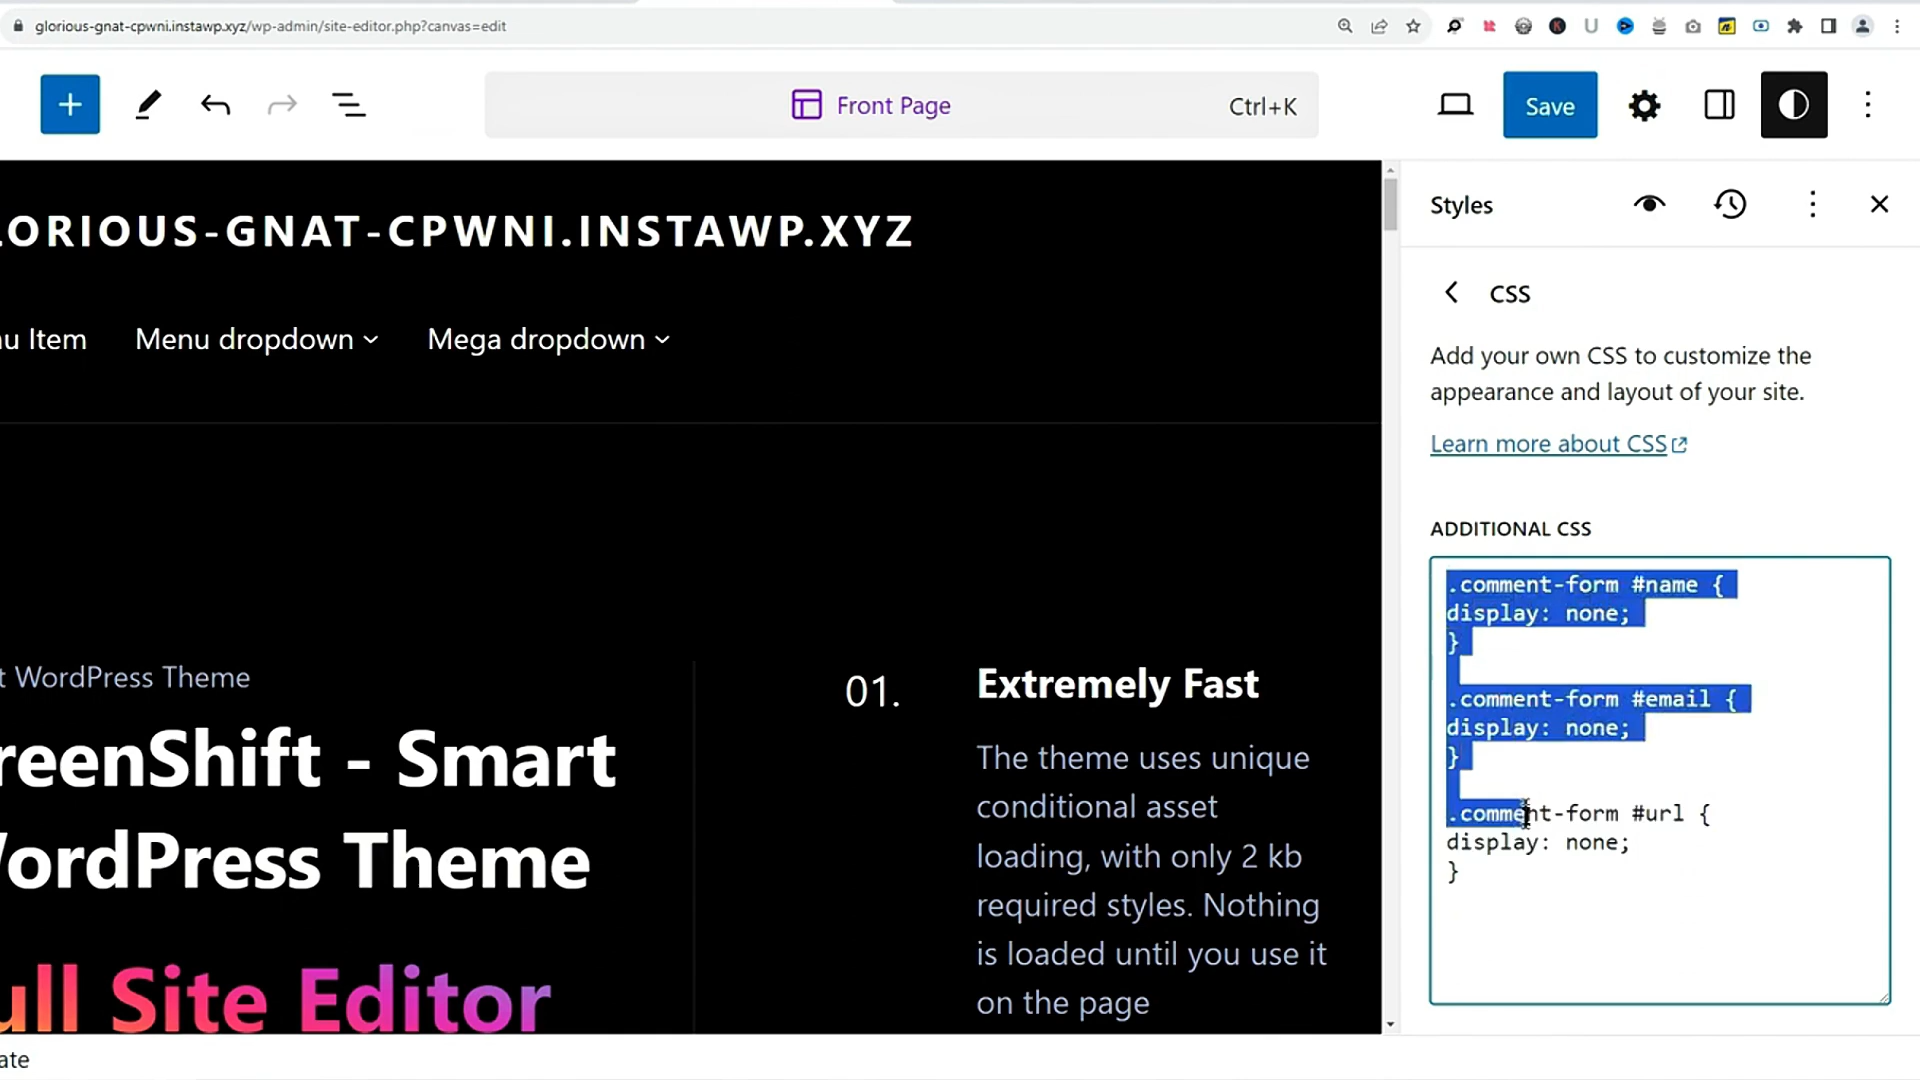 glorious-gnat-cpwni.instawp.xyz/wp-admin/site-editor.php?canvas=edit
Front Page
Ctrl+K
Save
LORIOUS-GNAT-CPWNI.INSTAWP.XYZ
u Item
Menu dropdown
Mega dropdown
t WordPress Theme
reenShift - Smart
WordPress Theme
ull Site Editor
01.
Extremely Fast
The theme uses unique
conditional asset
loading, with only 2 kb
required styles. Nothing
is loaded until you use it
on the page
Styles
CSS
Add your own CSS to customize the
appearance and layout of your site.
Learn more about CSS
ADDITIONAL CSS
.comment-form #name {
display: none;
}
.comment-form #email {
display: none;
}
.comment-form #url {
display: none;
}
ate